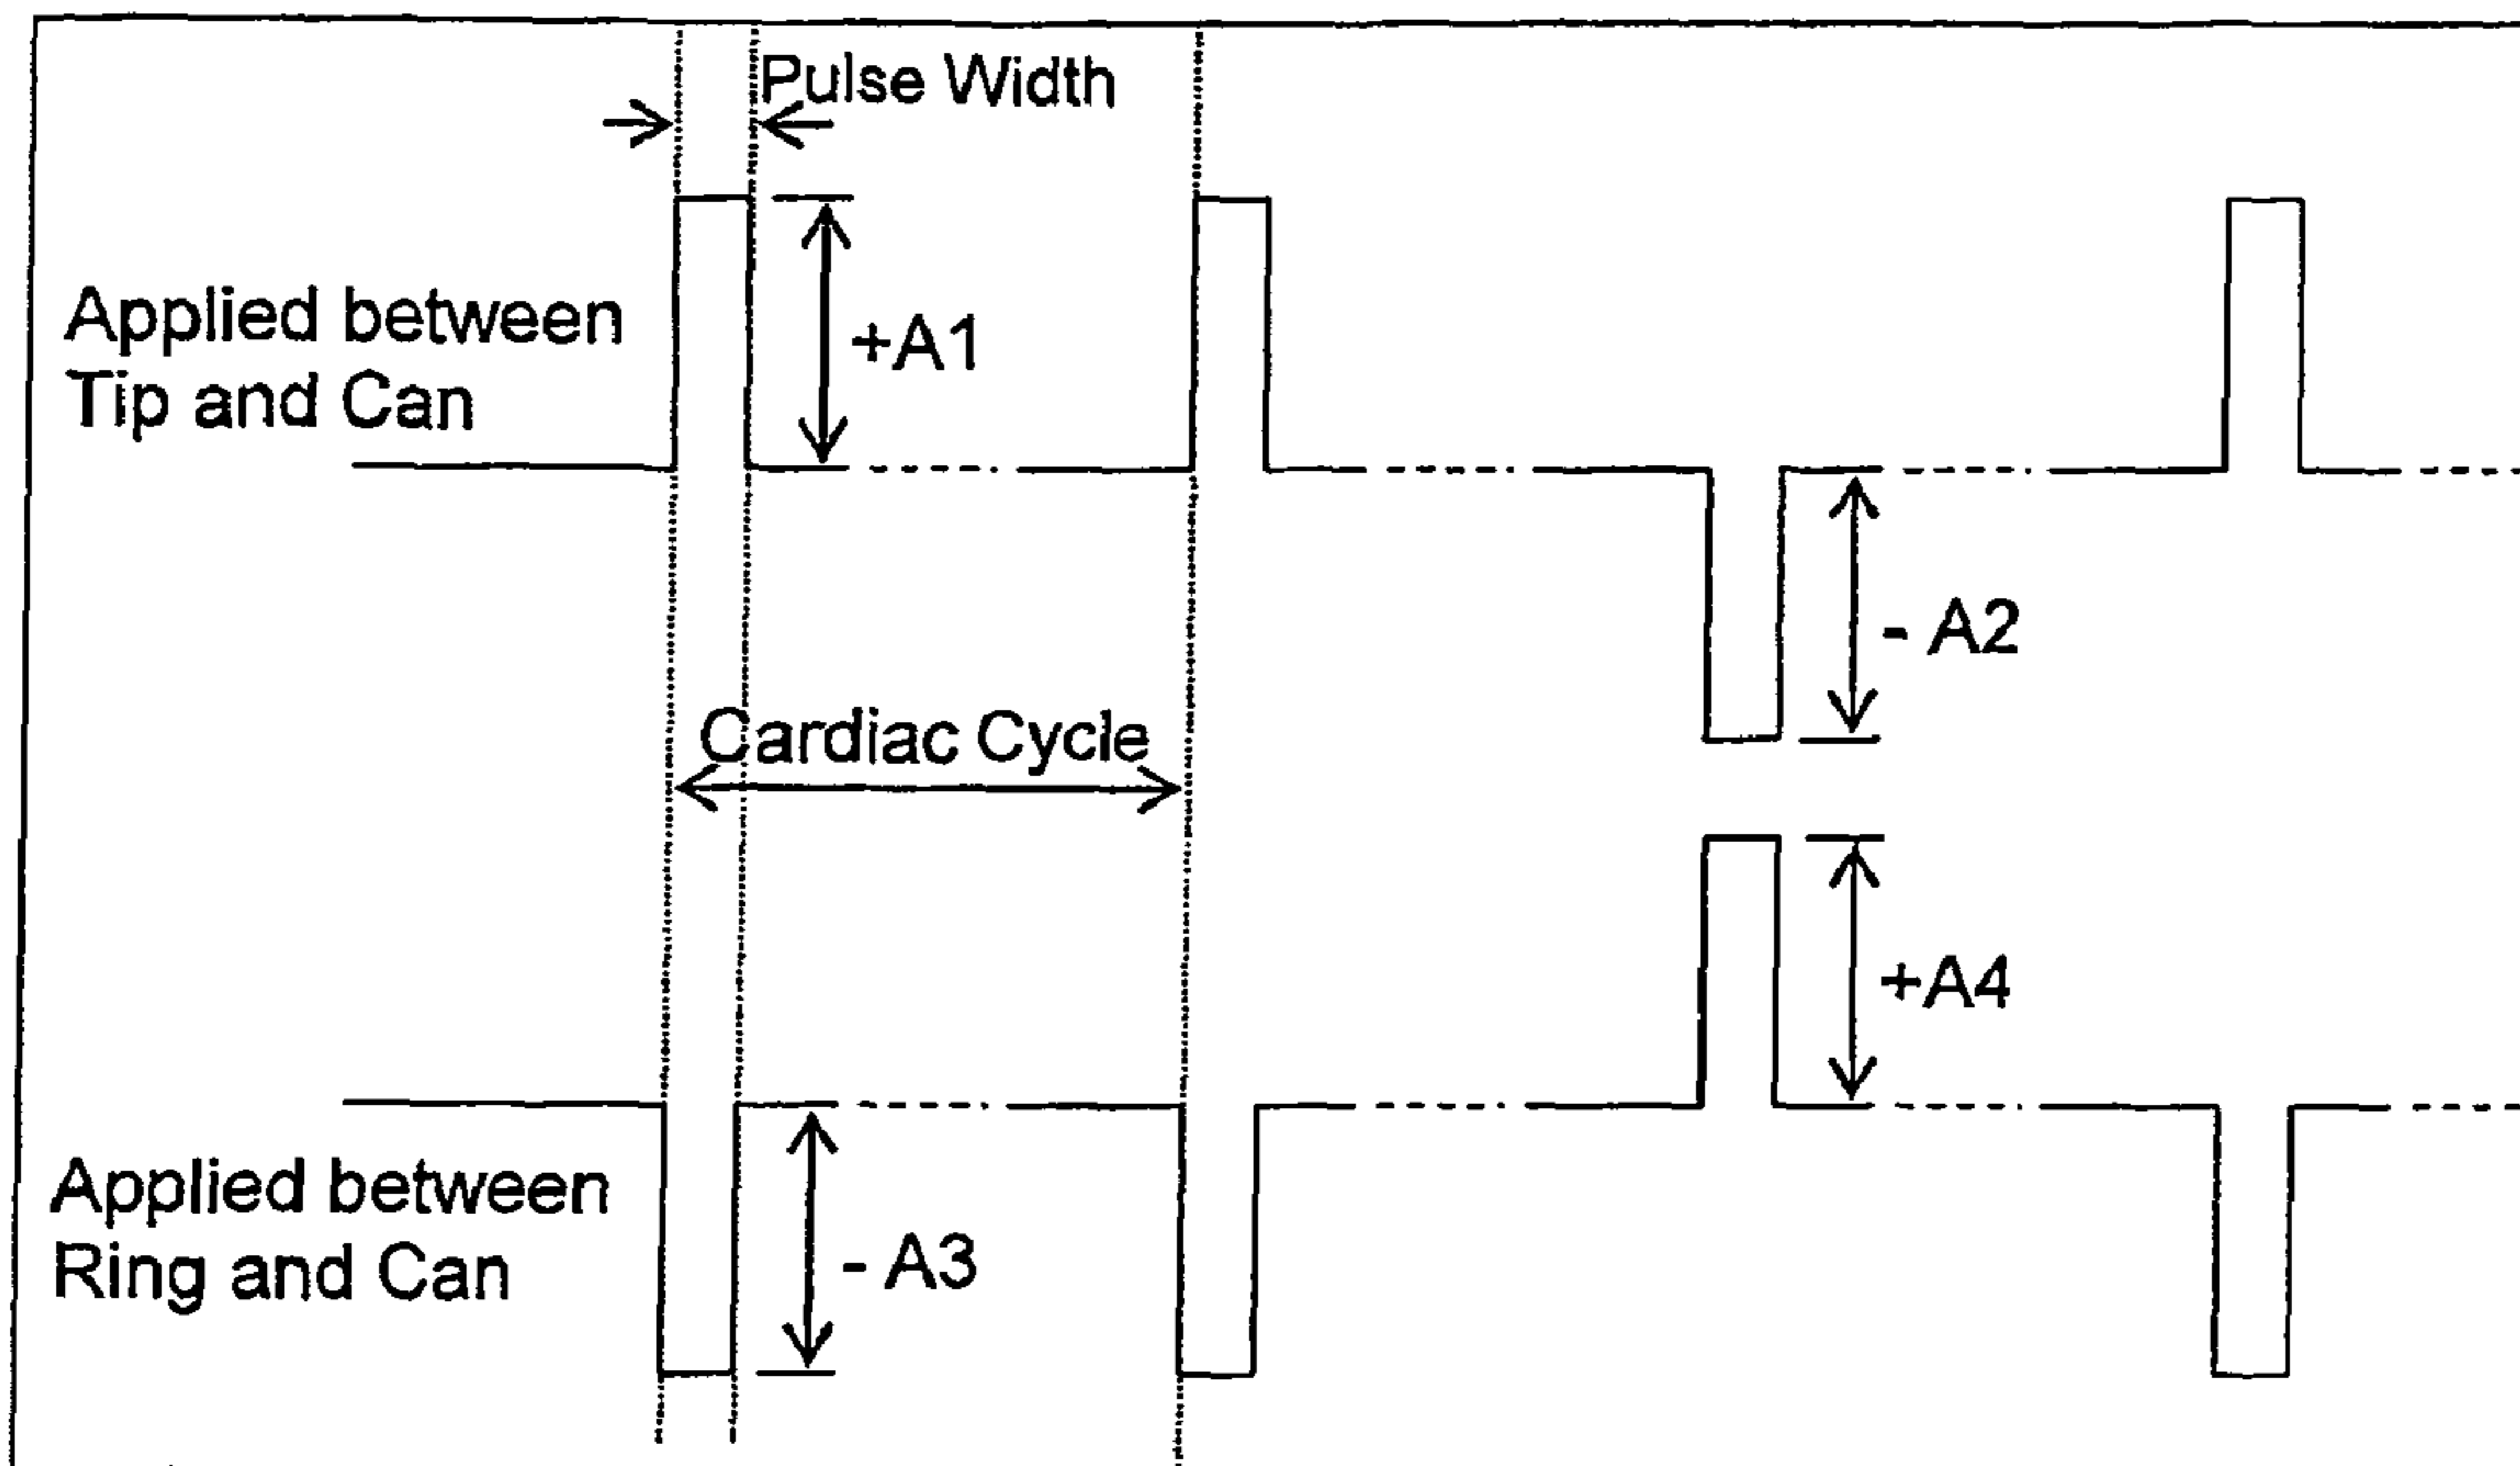 Pulse Width
Applied between
Tip and Can
+A1
- A2
Cardiac Cycle
+A4
Applied between
Ring and Can
- A3